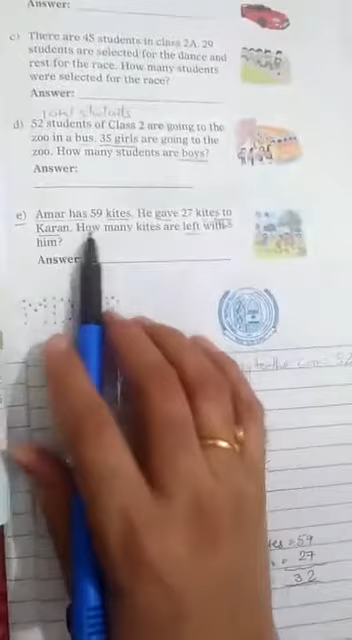 Answer:
c) There are 45 students in class 2A. 29
students are selected for the dance and
rest for the race. How many students
were selected for the race?
Answer:
Total students
d) 52 students of Class 2 are going to the
zoo in a bus. 35 girls are going to the
zoo. How many students are boys?
Answer:
e) Amar has 59 kites. He gave 27 kites to
Karan. How many kites are left with
him?
Answer
= 59
27
32